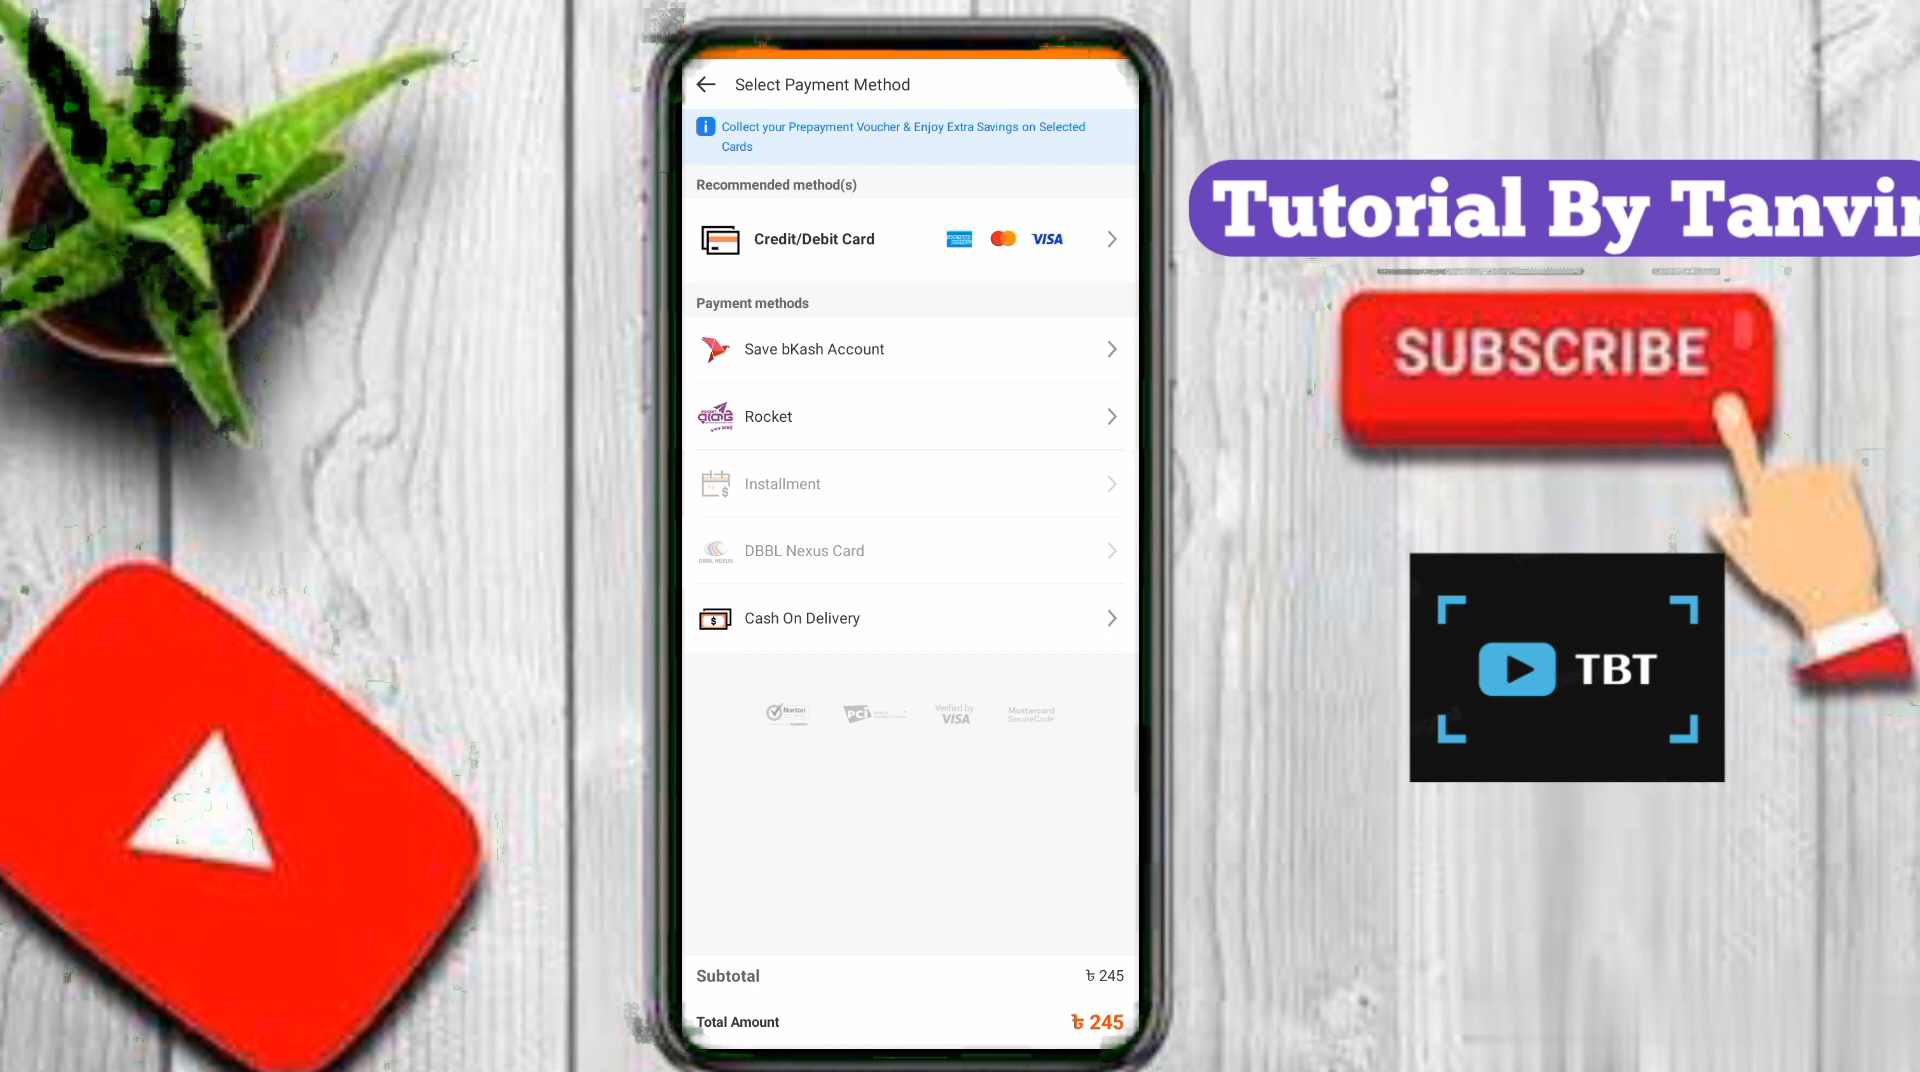 Select Payment Method
Collect your Prepayment Voucher & Enjoy Extra Savings on Selected
Cards
Recommended method(s)
Credit/Debit Card
VISA
Payment methods
Save bKash Account
Rocket
Installment
DBBL NEXUS
DBBL Nexus Card
Cash On Delivery
Norton
PCI
Verified by
VISA
Mastercard
SecureCode
Subtotal
৳ 245
Total Amount
৳ 245
Tutorial By Tanvir
SUBSCRIBE
TBT